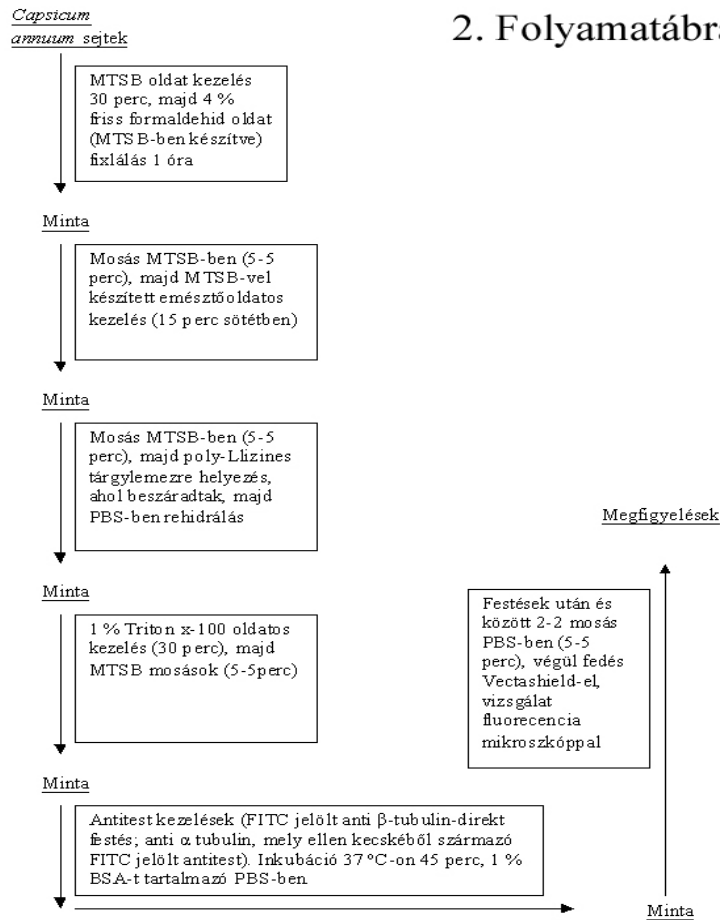 Capsicum
annuum sejtek
2. Folyamatábra
MTSB oldat kezelés
30 perc, majd 4 %
friss formaldehid oldat
(MTSB-ben készítve)
fixlálás 1 óra
Minta
Mosás MTSB-ben (5-5
perc), majd MTSB-vel
készített emésztőoldatos
kezelés (15 perc sötétben)
Minta
Mosás MTSB-ben (5-5
perc), majd poly-Llizines
tárgylemezre helyezés,
ahol beszáradtak, majd
PBS-ben rehidrálás
Minta
1 % Triton x-100 oldatos
kezelés (30 perc), majd
MTSB mosások (5-5perc)
Minta
Antitest kezelések (FITC jelölt anti β-tubulin-direkt
festés; anti α tubulin, mely ellen kecskéből származó
FITC jelölt antitest). Inkubáció 37 °C-on 45 perc, 1 %
BSA-t tartalmazó PBS-ben
Minta
Festések után és
között 2-2 mosás
PBS-ben (5-5
perc), végül fedés
Vectashield-el,
vizsgálat
fluorecencia
mikroszkóppal
Megfigyelések